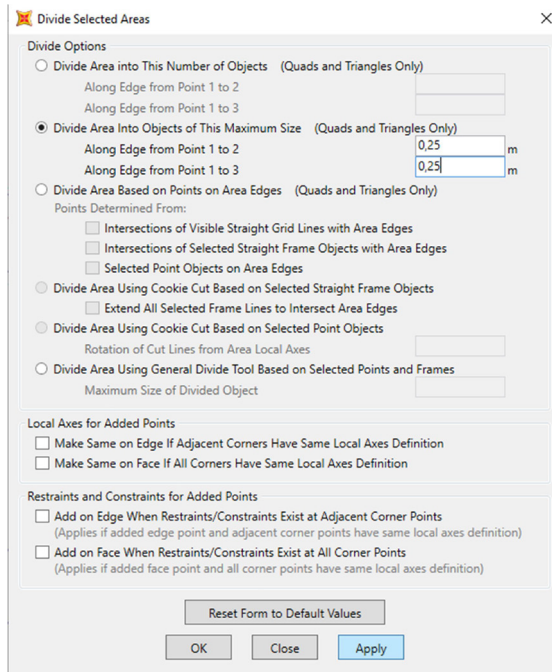 Divide Selected Areas
Divide Options
Divide Area into This Number of Objects (Quads and Triangles Only)
Along Edge from Point 1 to 2
Along Edge from Point 1 to 3
Divide Area Into Objects of This Maximum Size (Quads and Triangles Only)
Along Edge from Point 1 to 2 0,25 m
Along Edge from Point 1 to 3 0,25 m
Divide Area Based on Points on Area Edges (Quads and Triangles Only)
Points Determined From:
Intersections of Visible Straight Grid Lines with Area Edges
Intersections of Selected Straight Frame Objects with Area Edges
Selected Point Objects on Area Edges
Divide Area Using Cookie Cut Based on Selected Straight Frame Objects
Extend All Selected Frame Lines to Intersect Area Edges
Divide Area Using Cookie Cut Based on Selected Point Objects
Rotation of Cut Lines from Area Local Axes
Divide Area Using General Divide Tool Based on Selected Points and Frames
Maximum Size of Divided Object
Local Axes for Added Points
Make Same on Edge If Adjacent Corners Have Same Local Axes Definition
Make Same on Face If All Corners Have Same Local Axes Definition
Restraints and Constraints for Added Points
Add on Edge When Restraints/Constraints Exist at Adjacent Corner Points
(Applies if added edge point and adjacent corner points have same local axes definition)
Add on Face When Restraints/Constraints Exist at All Corner Points
(Applies if added face point and all corner points have same local axes definition)
Reset Form to Default Values
OK Close Apply